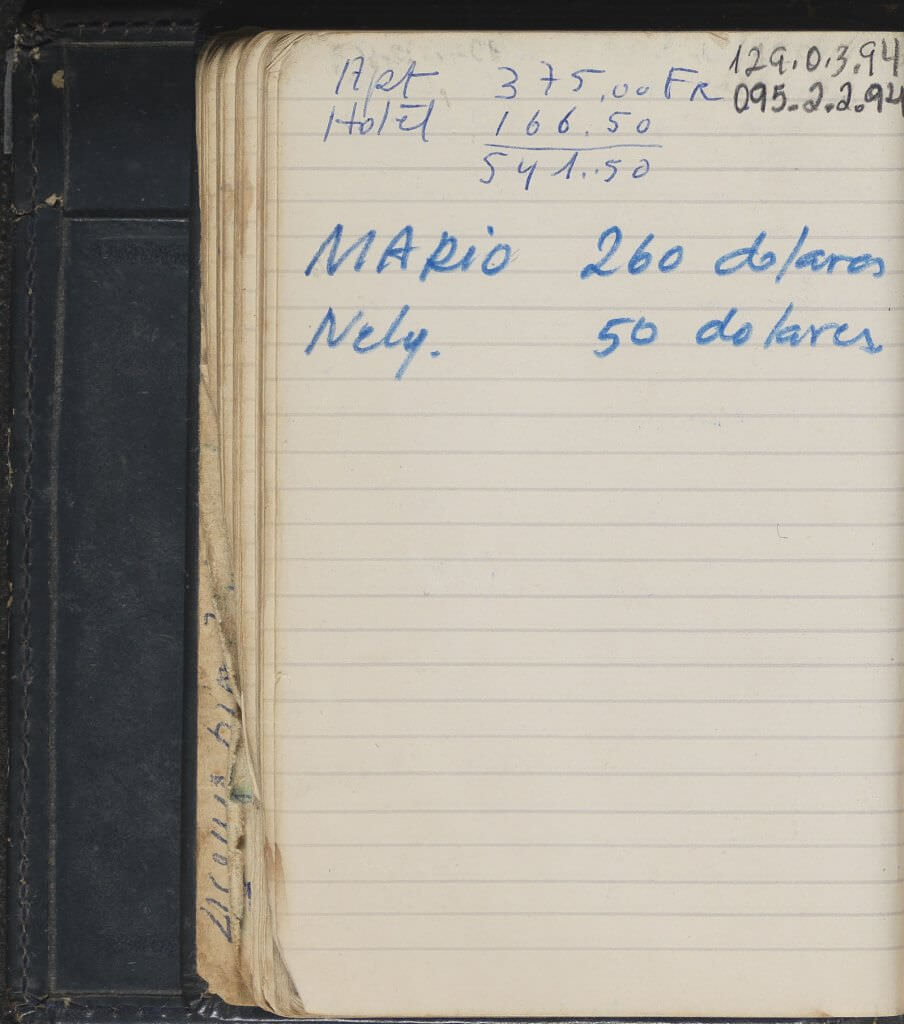 Apt 375.00 FR
Hotel 166.50
541.50
129.0.3.94
095.2.2.94
MARIO 260 dolares
Nely. 50 dolares